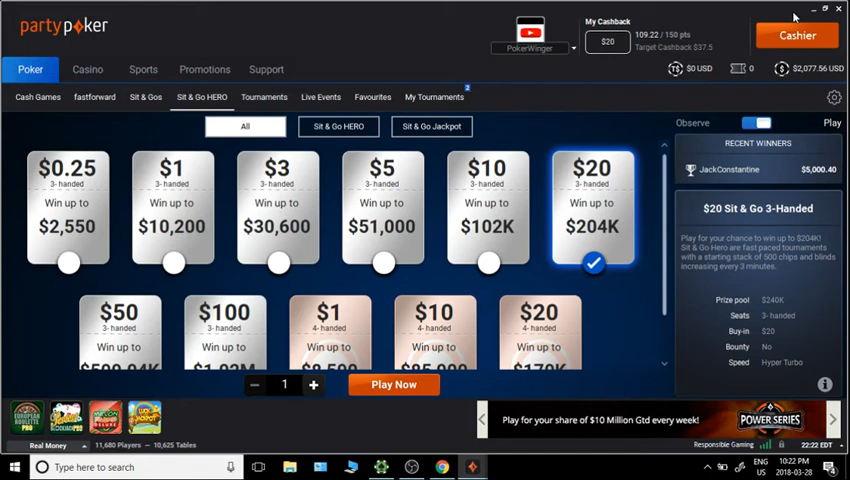 partypoker
PokerWinger
My Cashback
$20
109.22 / 150 pts
Target Cashback $37.5
Cashier
Poker
Casino
Sports
Promotions
Support
T$ $0 USD
0
$ $2,077.56 USD
Cash Games
fastforward
Sit & Gos
Sit & Go HERO
Tournaments
Live Events
Favourites
My Tournaments
2
All
Sit & Go HERO
Sit & Go Jackpot
Observe
Play
$0.25
3- handed
Win up to
$2,550
$1
3- handed
Win up to
$10,200
$3
3- handed
Win up to
$30,600
$5
3- handed
Win up to
$51,000
$10
3- handed
Win up to
$102K
$20
3- handed
Win up to
$204K
RECENT WINNERS
JackConstantine $5,000.40
$20 Sit & Go 3-Handed
Play for your chance to win up to $204K!
Sit & Go Hero are fast paced tournaments
with a starting stack of 500 chips and blinds
increasing every 3 minutes.
Prize pool $240K
Seats 3- handed
Buy-in $20
Bounty No
Speed Hyper Turbo
$50
3- handed
Win up to
$100
3- handed
Win up to
$1
4- handed
Win up to
$10
4- handed
Win up to
$20
4- handed
Win up to
1
Play Now
EUROPEAN
ROULETTE
PRO
Play for your share of $10 Million Gtd every week!
POWER SERIES
Real Money
11,680 Players – 10,625 Tables
Responsible Gaming
22:22 EDT
Type here to search
ENG
US
10:22 PM
2018-03-28
4